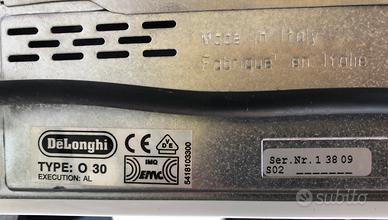 Made in Italy
Fabriqué en Italie
DeLonghi
TYPE: O 30
EXECUTION: AL
CE
IMQ
EMC
5418103300
Ser.Nr. 1 38 09
S02
subito